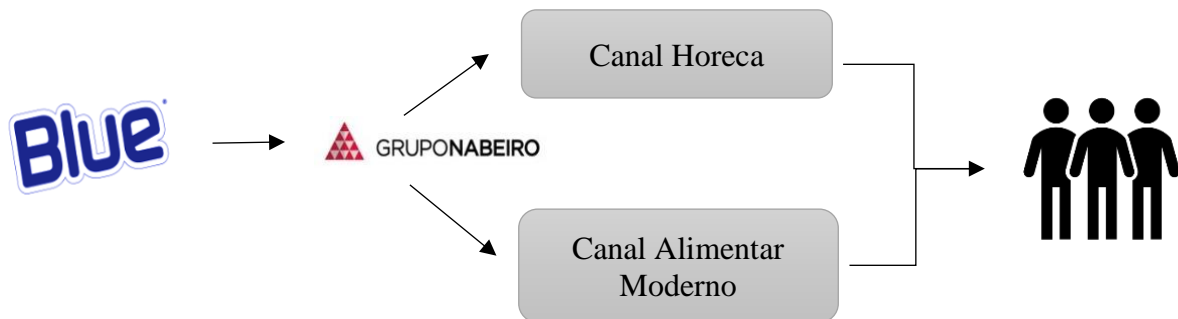 Blue
GRUPONABEIRO
Canal Horeca
Canal Alimentar
Moderno